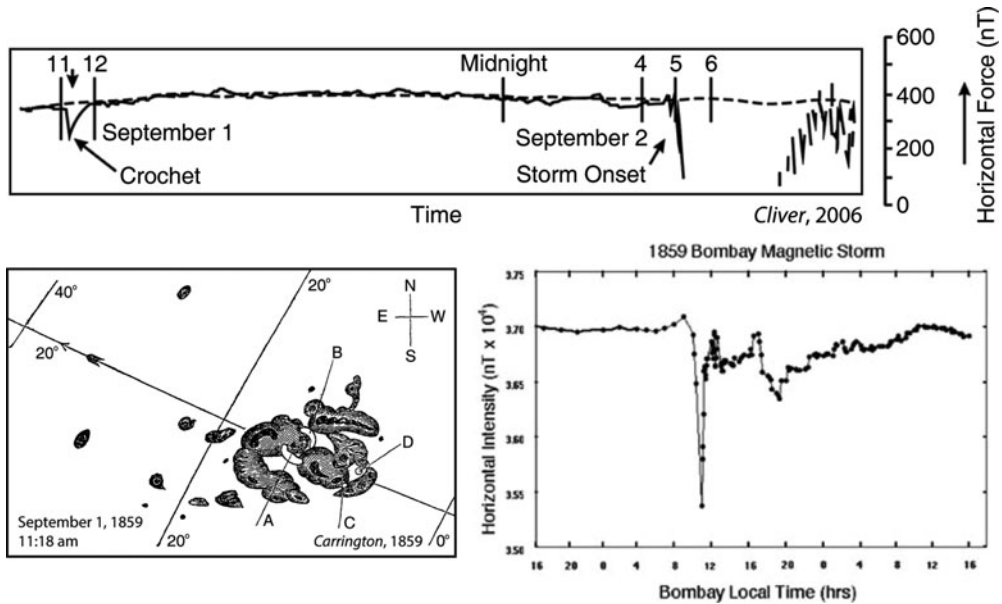 600
400
200
0
Horizontal Force (nT)
11 12
Midnight
4 5 6
September 1
September 2
Crochet
Storm Onset
Time
Cliver, 2006
40°
20°
N
E W
S
20°
B
D
A
C
September 1, 1859
11:18 am
20°
Carrington, 1859
0°
1859 Bombay Magnetic Storm
3.75
3.70
3.65
3.60
3.55
3.50
Horizontal Intensity (nT x 10⁴)
16 20 0 4 8 12 16 20 0 4 8 12 16
Bombay Local Time (hrs)